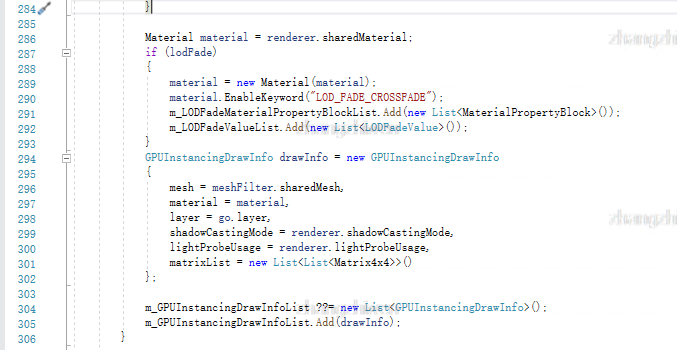 284 }
285
286 Material material = renderer.sharedMaterial;
287 if (lodFade)
288 {
289 material = new Material(material);
290 material.EnableKeyword("LOD_FADE_CROSSFADE");
291 m_LODFadeMaterialPropertyBlockList.Add(new List<MaterialPropertyBlock>());
292 m_LODFadeValueList.Add(new List<LODFadeValue>());
293 }
294 GPUInstancingDrawInfo drawInfo = new GPUInstancingDrawInfo
295 {
296 mesh = meshFilter.sharedMesh,
297 material = material,
298 layer = go.layer,
299 shadowCastingMode = renderer.shadowCastingMode,
300 lightProbeUsage = renderer.lightProbeUsage,
301 matrixList = new List<List<Matrix4x4>>()
302 };
303
304 m_GPUInstancingDrawInfoList ??= new List<GPUInstancingDrawInfo>();
305 m_GPUInstancingDrawInfoList.Add(drawInfo);
306 }